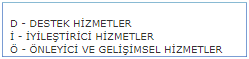 D - DESTEK HİZMETLER
İ - İYİLEŞTİRİCİ HİZMETLER
Ö - ÖNLEYİCİ VE GELİŞİMSEL HİZMETLER